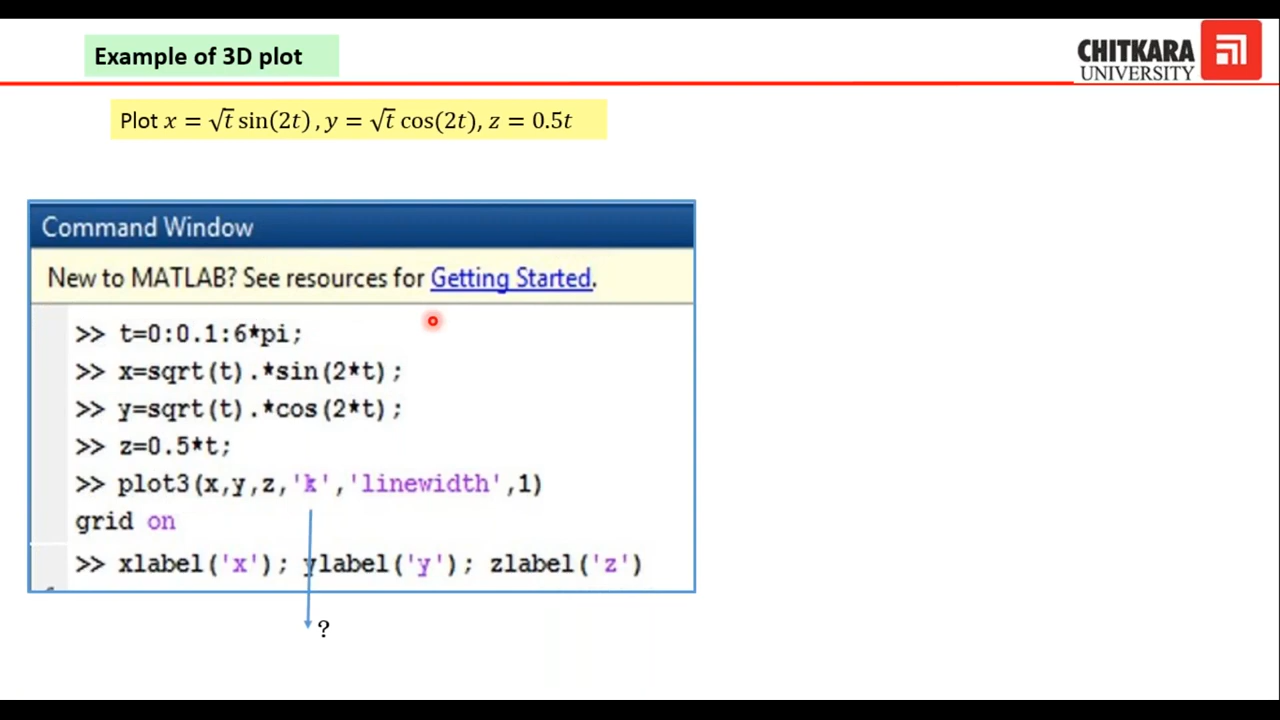 Example of 3D plot
CHITKARA
UNIVERSITY
Plot x = √t sin(2t) , y = √t cos(2t), z = 0.5t
Command Window
New to MATLAB? See resources for Getting Started.
>> t=0:0.1:6*pi;
>> x=sqrt(t).*sin(2*t);
>> y=sqrt(t).*cos(2*t);
>> z=0.5*t;
>> plot3(x,y,z,'k','linewidth',1)
grid on
>> xlabel('x'); ylabel('y'); zlabel('z')
?